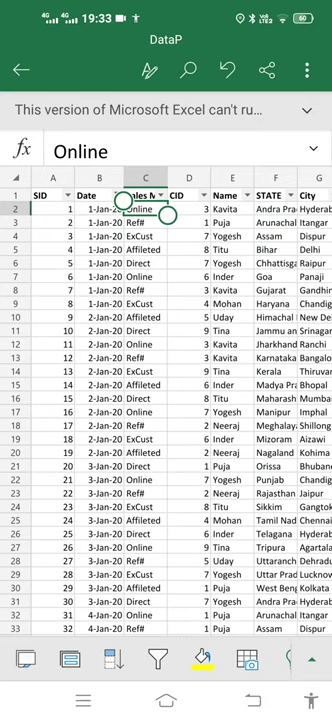 4G 4G 19:33 VoLTE2 60
DataP
This version of Microsoft Excel can't ru...
fx Online
A B C D E F G
1 SID Date les M CID Name STATE City
2 1 1-Jan-20 Online 3 Kavita Andra Pra Hyderab
3 2 1-Jan-20 Ref# 1 Puja Arunachal Itangar
4 3 1-Jan-20 ExCust 7 Yogesh Assam Dispur
5 4 1-Jan-20 Affileted 8 Titu Bihar Delhi
6 5 1-Jan-20 Direct 7 Yogesh Chhattisga Raipur
7 6 1-Jan-20 Online 6 Inder Goa Panaji
8 7 1-Jan-20 Ref# 3 Kavita Gujarat Gandhin
9 8 1-Jan-20 ExCust 4 Mohan Haryana Chandig
10 9 2-Jan-20 Affileted 5 Uday Himachal New De
11 10 2-Jan-20 Direct 9 Tina Jammu an Srinagar
12 11 2-Jan-20 Online 3 Kavita Jharkhand Ranchi
13 12 2-Jan-20 Ref# 3 Kavita Karnataka Bangalo
14 13 2-Jan-20 ExCust 9 Tina Kerala Thiruvan
15 14 2-Jan-20 Affileted 6 Inder Madya Pra Bhopal
16 15 2-Jan-20 Direct 8 Titu Maharash Mumbai
17 16 2-Jan-20 Online 7 Yogesh Manipur Imphal
18 17 2-Jan-20 Ref# 2 Neeraj Meghalay Shillong
19 18 2-Jan-20 ExCust 6 Inder Mizoram Aizawi
20 19 2-Jan-20 Affileted 2 Neeraj Nagaland Kohima
21 20 3-Jan-20 Direct 1 Puja Orissa Bhuban
22 21 3-Jan-20 Online 7 Yogesh Punjab Chandig
23 22 3-Jan-20 Ref# 2 Neeraj Rajasthan Jaipur
24 23 3-Jan-20 ExCust 8 Titu Sikkim Gangtok
25 24 3-Jan-20 Affileted 4 Mohan Tamil Nad Chennai
26 25 3-Jan-20 Direct 6 Inder Telagana Hyderab
27 26 3-Jan-20 Online 9 Tina Tripura Agartala
28 27 3-Jan-20 Ref# 5 Uday Uttaranch Dehradu
29 28 3-Jan-20 ExCust 7 Yogesh Uttar Prad Lucknow
30 29 3-Jan-20 Affileted 1 Puja West Beng Kolkata
31 30 3-Jan-20 Direct 7 Yogesh Andra Pra Hyderab
32 31 4-Jan-20 Online 1 Puja Arunachal Itangar
33 32 4-Jan-20 Ref# 1 Puja Assam Dispur